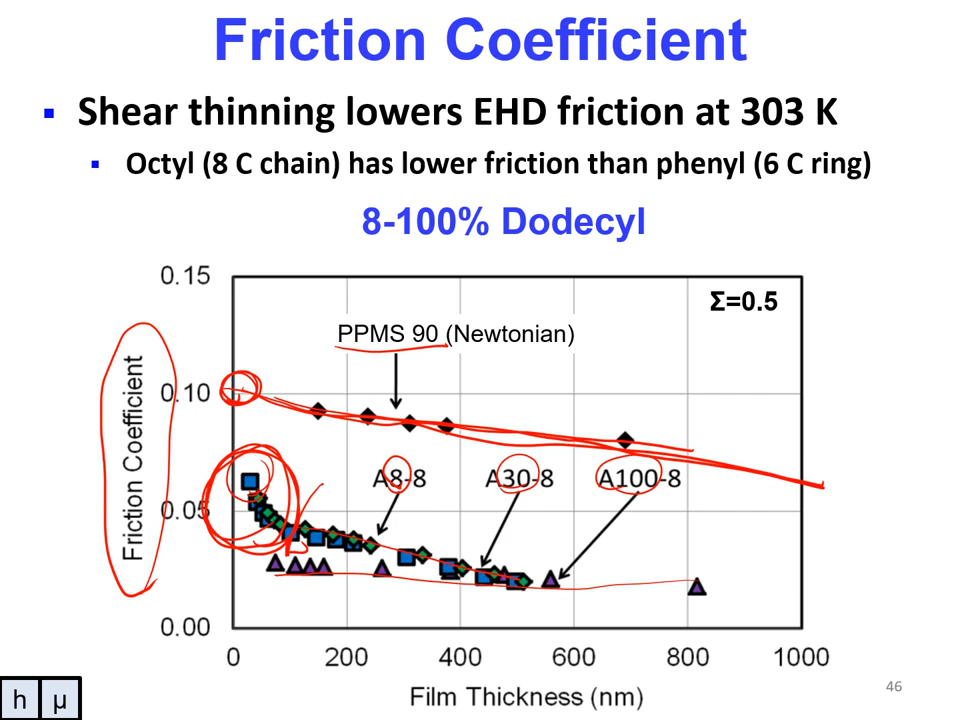 Friction Coefficient
▪ Shear thinning lowers EHD friction at 303 K
▪ Octyl (8 C chain) has lower friction than phenyl (6 C ring)
8-100% Dodecyl
0.15
Σ=0.5
PPMS 90 (Newtonian)
0.10
A8-8 A30-8 A100-8
0.05
0.00
0 200 400 600 800 1000
Friction Coefficient
Film Thickness (nm)
h μ
46